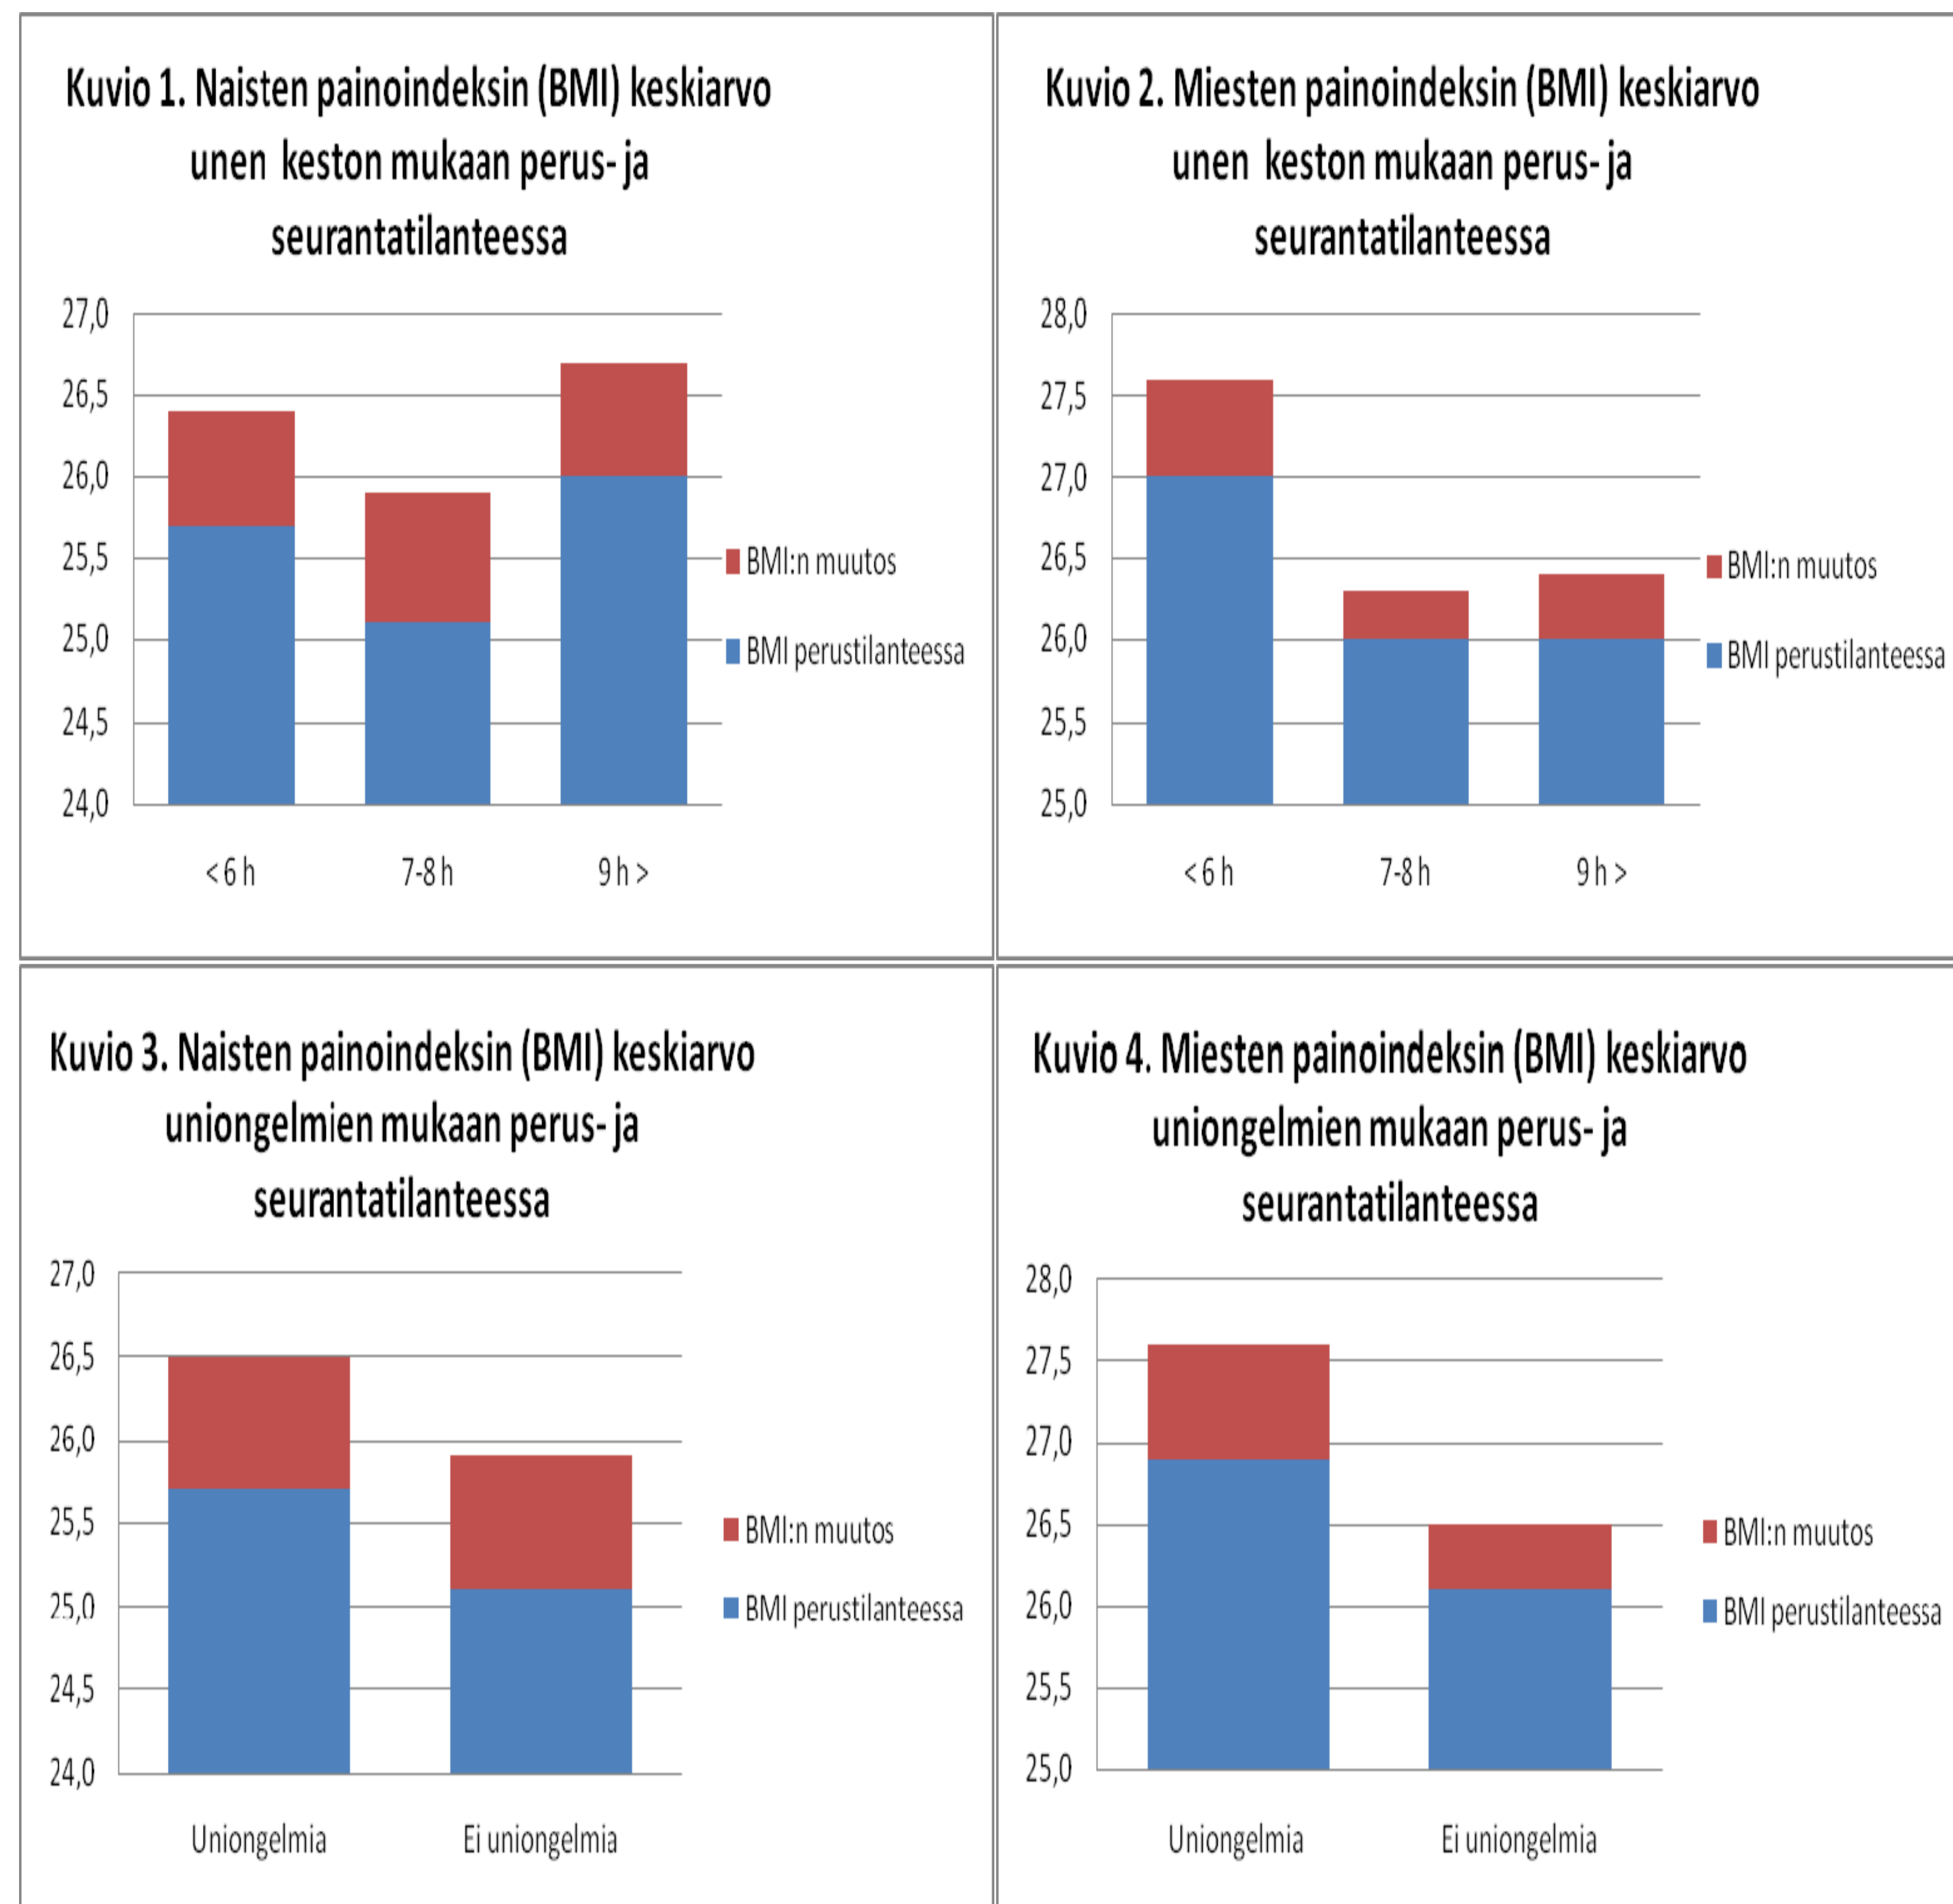 Kuvio 1. Naisten painoindeksin (BMI) keskiarvo
unen keston mukaan perus- ja
seurantatilanteessa
27,0
26,5
26,0
25,5
25,0
24,5
24,0
< 6 h
7-8 h
9 h >
BMI:n muutos
BMI perustilanteessa
Kuvio 2. Miesten painoindeksin (BMI) keskiarvo
unen keston mukaan perus- ja
seurantatilanteessa
28,0
27,5
27,0
26,5
26,0
25,5
25,0
< 6 h
7-8 h
9 h >
BMI:n muutos
BMI perustilanteessa
Kuvio 3. Naisten painoindeksin (BMI) keskiarvo
uniongelmien mukaan perus- ja
seurantatilanteessa
27,0
26,5
26,0
25,5
25,0
24,5
24,0
Uniongelmia
Ei uniongelmia
BMI:n muutos
BMI perustilanteessa
Kuvio 4. Miesten painoindeksin (BMI) keskiarvo
uniongelmien mukaan perus- ja
seurantatilanteessa
28,0
27,5
27,0
26,5
26,0
25,5
25,0
Uniongelmia
Ei uniongelmia
BMI:n muutos
BMI perustilanteessa